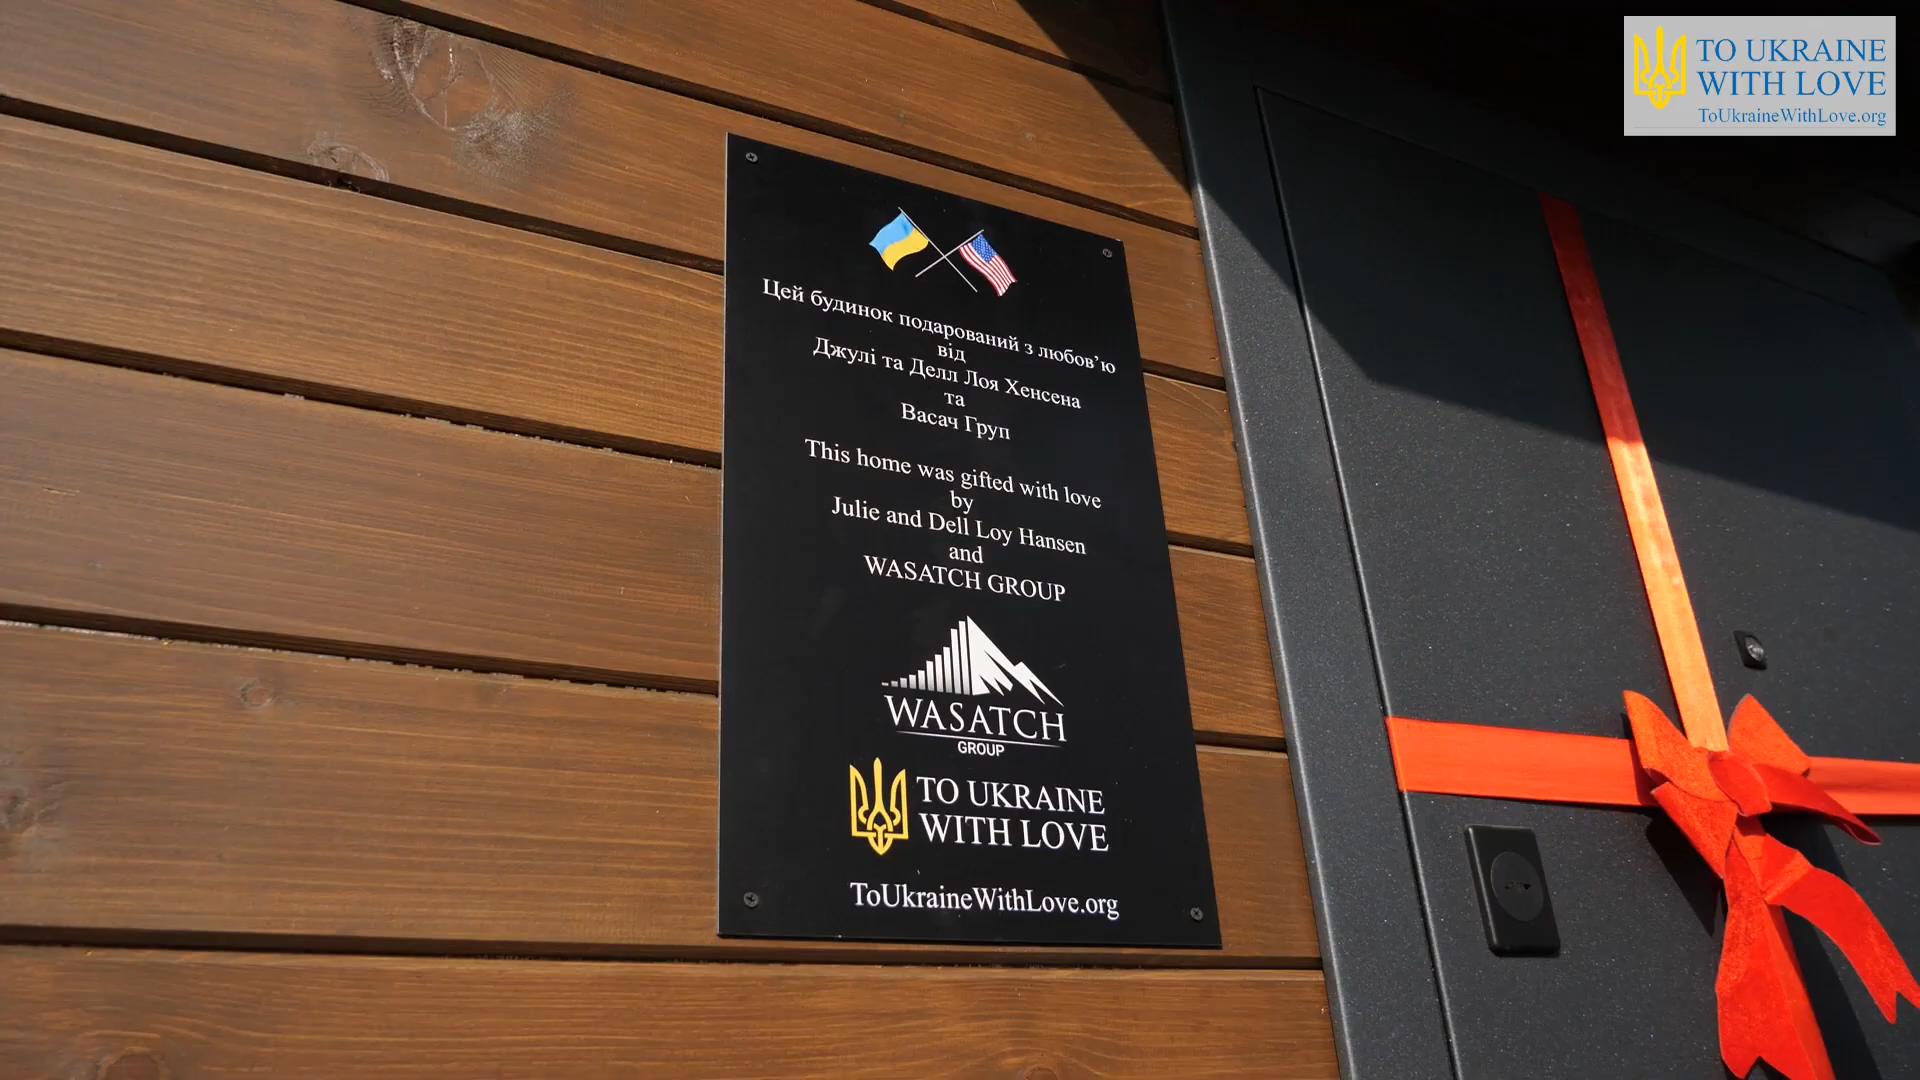 TO UKRAINE
WITH LOVE
ToUkraineWithLove.org
Цей будинок подарований з любов’ю
від
Джулі та Делл Лоя Хенсена
та
Васач Груп
This home was gifted with love
by
Julie and Dell Loy Hansen
and
WASATCH GROUP
WASATCH
GROUP
TO UKRAINE
WITH LOVE
ToUkraineWithLove.org